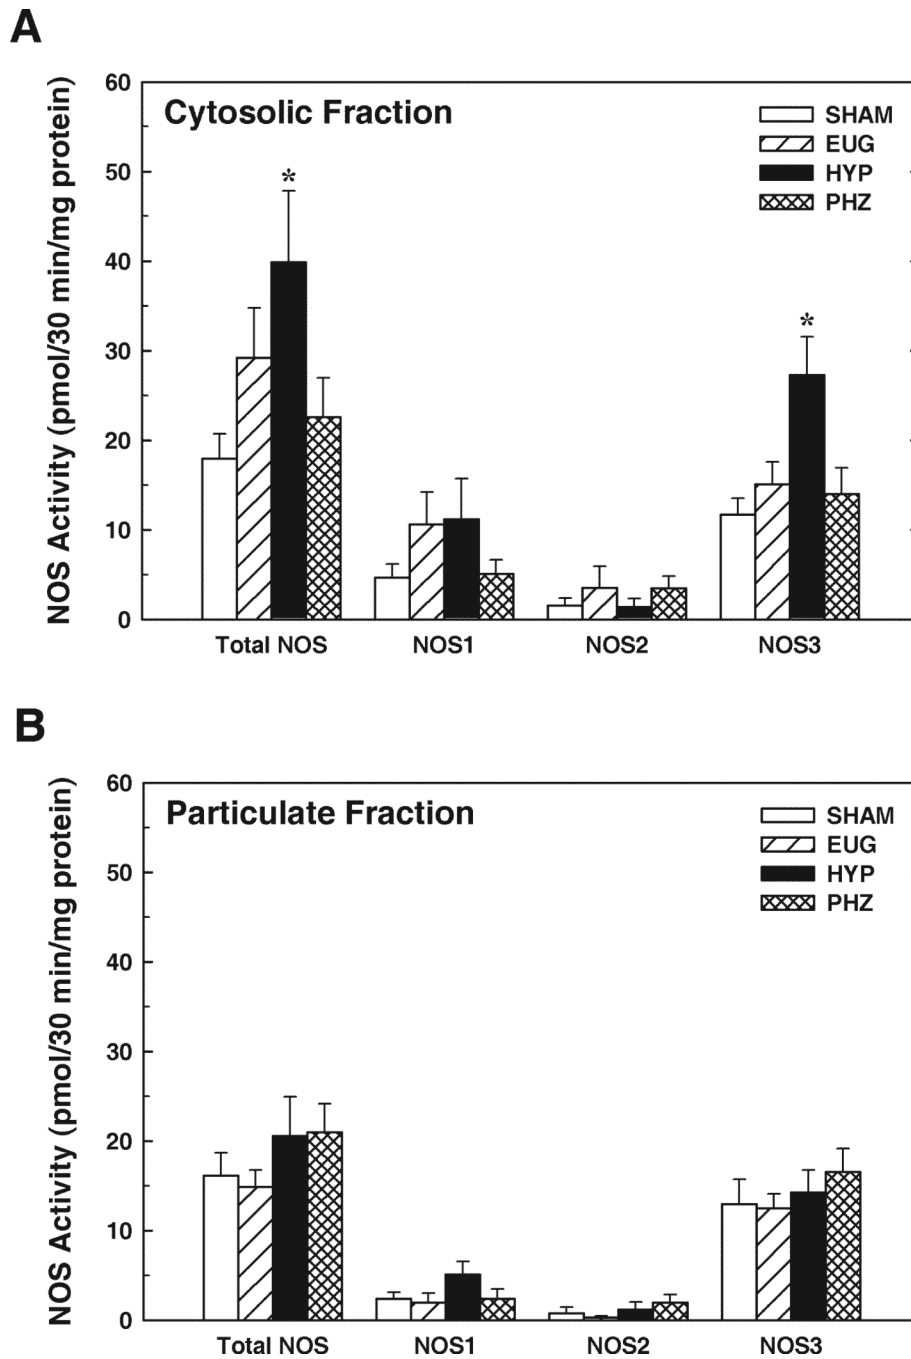 A
NOS Activity (pmol/30 min/mg protein)
60
50
40
30
20
10
0
Cytosolic Fraction
SHAM
EUG
HYP
PHZ
*
*
Total NOS NOS1 NOS2 NOS3
B
NOS Activity (pmol/30 min/mg protein)
60
50
40
30
20
10
0
Particulate Fraction
SHAM
EUG
HYP
PHZ
Total NOS NOS1 NOS2 NOS3